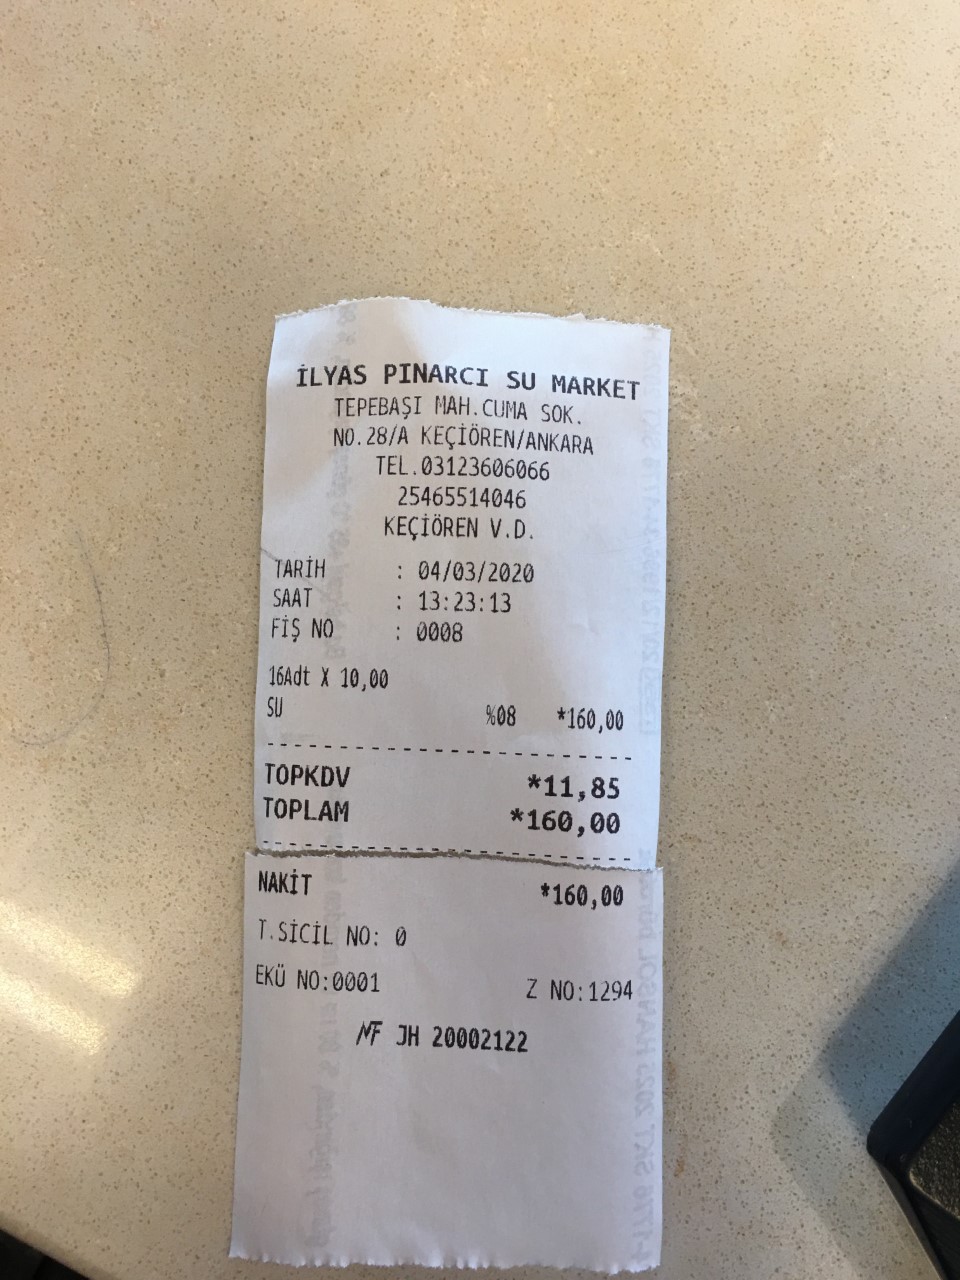 İLYAS PINARCI SU MARKET
TEPEBAŞI MAH.CUMA SOK.
NO.28/A KEÇİÖREN/ANKARA
TEL.03123606066
25465514046
KEÇİÖREN V.D.
TARİH : 04/03/2020
SAAT : 13:23:13
FİŞ NO : 0008
16Adt X 10,00
SU %08 *160,00
TOPKDV *11,85
TOPLAM *160,00
NAKİT *160,00
T.SİCİL NO: 0
EKÜ NO:0001 Z NO:1294
MF JH 20002122